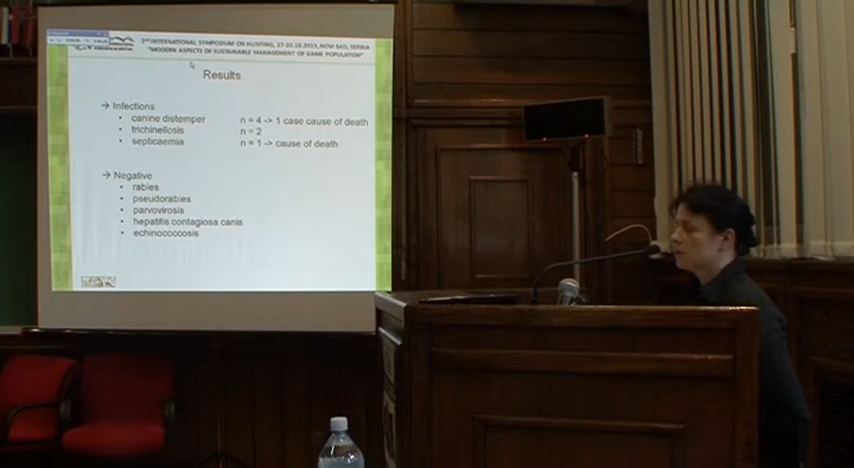 2nd INTERNATIONAL SYMPOSIUM ON HUNTING, 17-20.10.2013, NOVI SAD, SERBIA
"MODERN ASPECTS OF SUSTAINABLE MANAGEMENT OF GAME POPULATION"
Results
→ Infections
• canine distemper n = 4 -> 1 case cause of death
• trichinellosis n = 2
• septicaemia n = 1 -> cause of death
→ Negative
• rabies
• pseudorabies
• parvovirosis
• hepatitis contagiosa canis
• echinococcosis